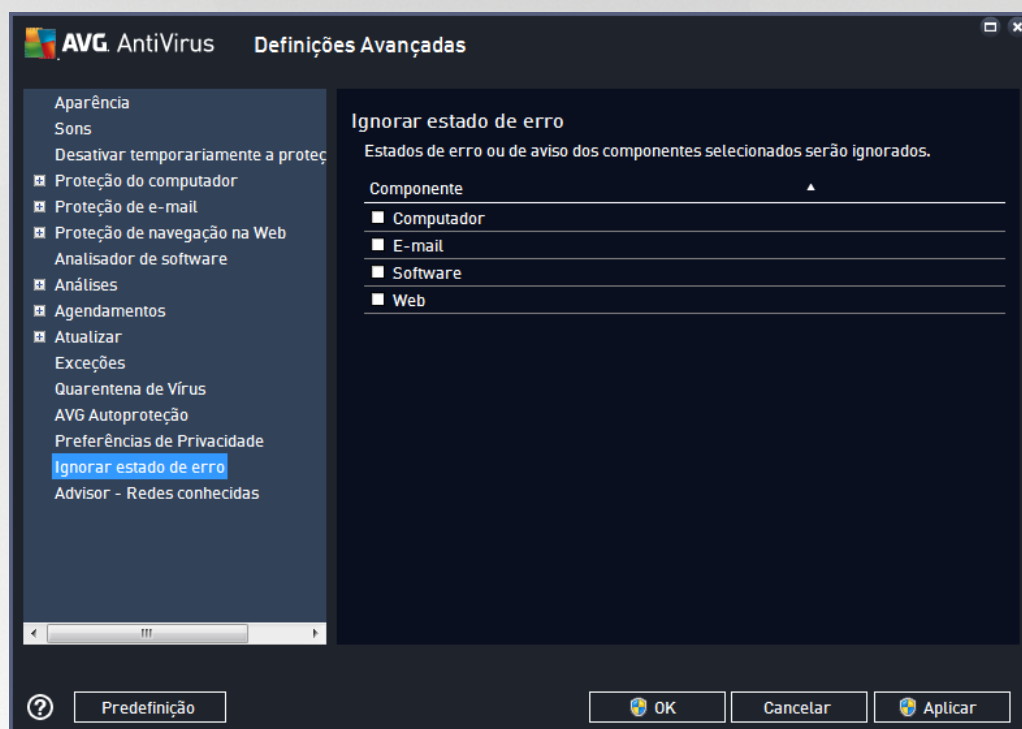 AVG. AntiVirus Definições Avançadas
Aparência
Sons
Desativar temporariamente a proteç
Proteção do computador
Proteção de e-mail
Proteção de navegação na Web
Analisador de software
Análises
Agendamentos
Atualizar
Exceções
Quarentena de Vírus
AVG Autoproteção
Preferências de Privacidade
Ignorar estado de erro
Advisor - Redes conhecidas
Ignorar estado de erro
Estados de erro ou de aviso dos componentes selecionados serão ignorados.
Componente
Computador
E-mail
Software
Web
? Predefinição OK Cancelar Aplicar